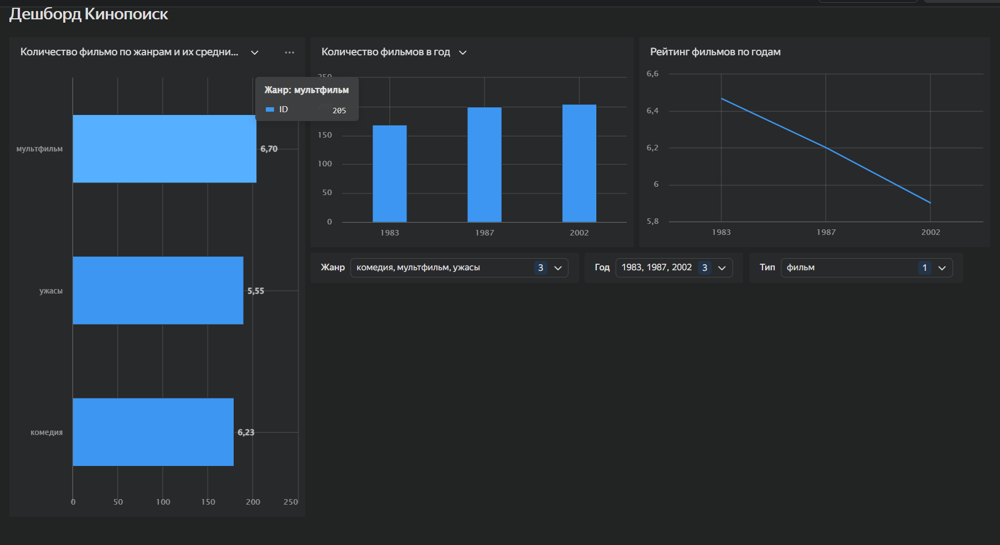 Дешборд Кинопоиск
Количество фильмо по жанрам и их средни...
Жанр: мультфильм
ID 205
мультфильм
6,70
ужасы
5,55
комедия
6,23
0 50 100 150 200 250
Количество фильмов в год
250
200
150
100
50
0
1983 1987 2002
Рейтинг фильмов по годам
6,6
6,4
6,2
6
5,8
1983 1987 2002
Жанр комедия, мультфильм, ужасы 3
Год 1983, 1987, 2002 3
Тип фильм 1